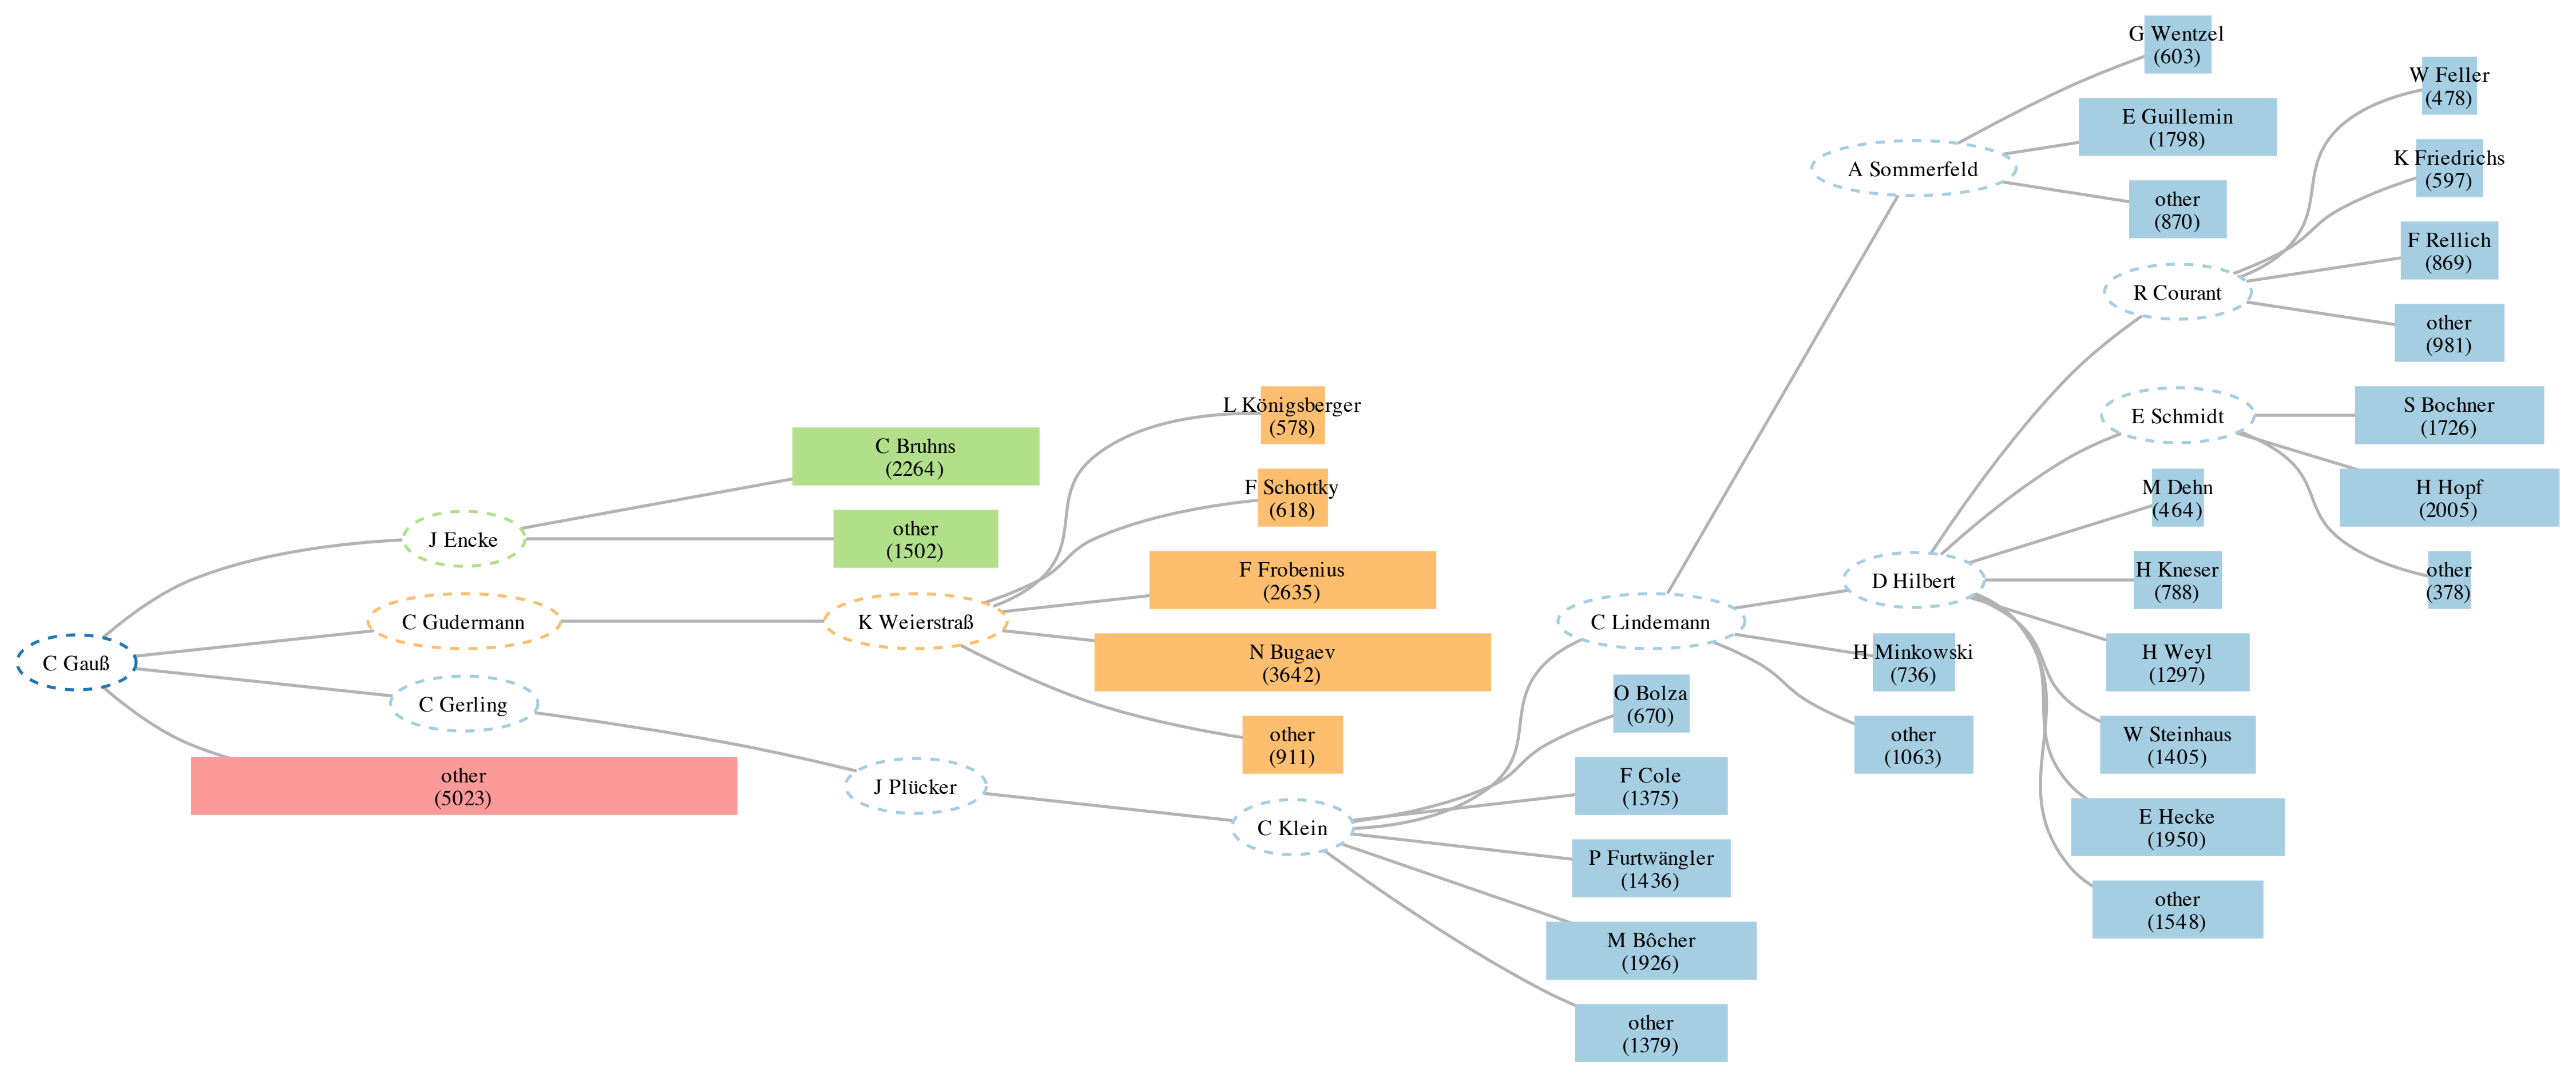 G Wentzel
(603)
W Feller
(478)
E Guillemin
(1798)
K Friedrichs
(597)
A Sommerfeld
other
(870)
F Rellich
(869)
R Courant
other
(981)
L Königsberger
(578)
C Bruhns
(2264)
E Schmidt
S Bochner
(1726)
F Schottky
(618)
M Dehn
(464)
H Hopf
(2005)
J Encke
other
(1502)
F Frobenius
(2635)
D Hilbert
H Kneser
(788)
other
(378)
C Gudermann
K Weierstraß
C Lindemann
C Gauß
N Bugaev
(3642)
H Minkowski
(736)
H Weyl
(1297)
C Gerling
O Bolza
(670)
other
(911)
other
(1063)
W Steinhaus
(1405)
other
(5023)
J Plücker
F Cole
(1375)
C Klein
E Hecke
(1950)
P Furtwängler
(1436)
other
(1548)
M Bôcher
(1926)
other
(1379)